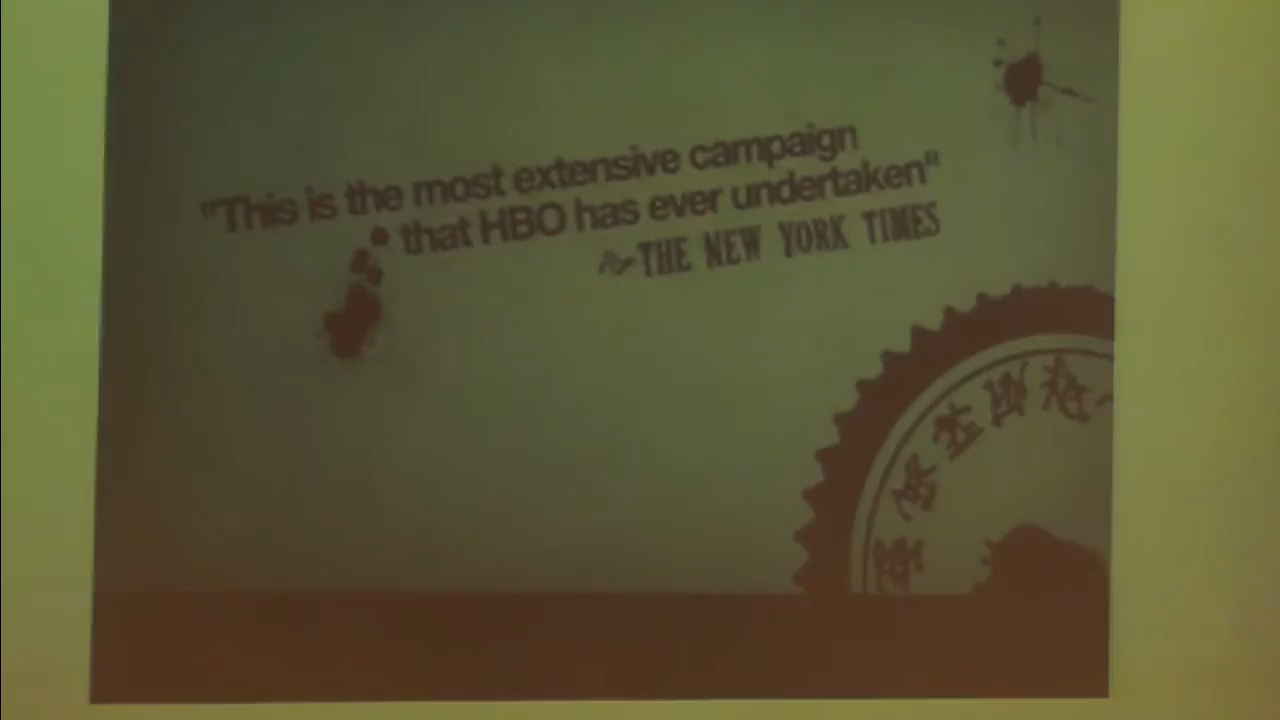 "This is the most extensive campaign
that HBO has ever undertaken"
THE NEW YORK TIMES